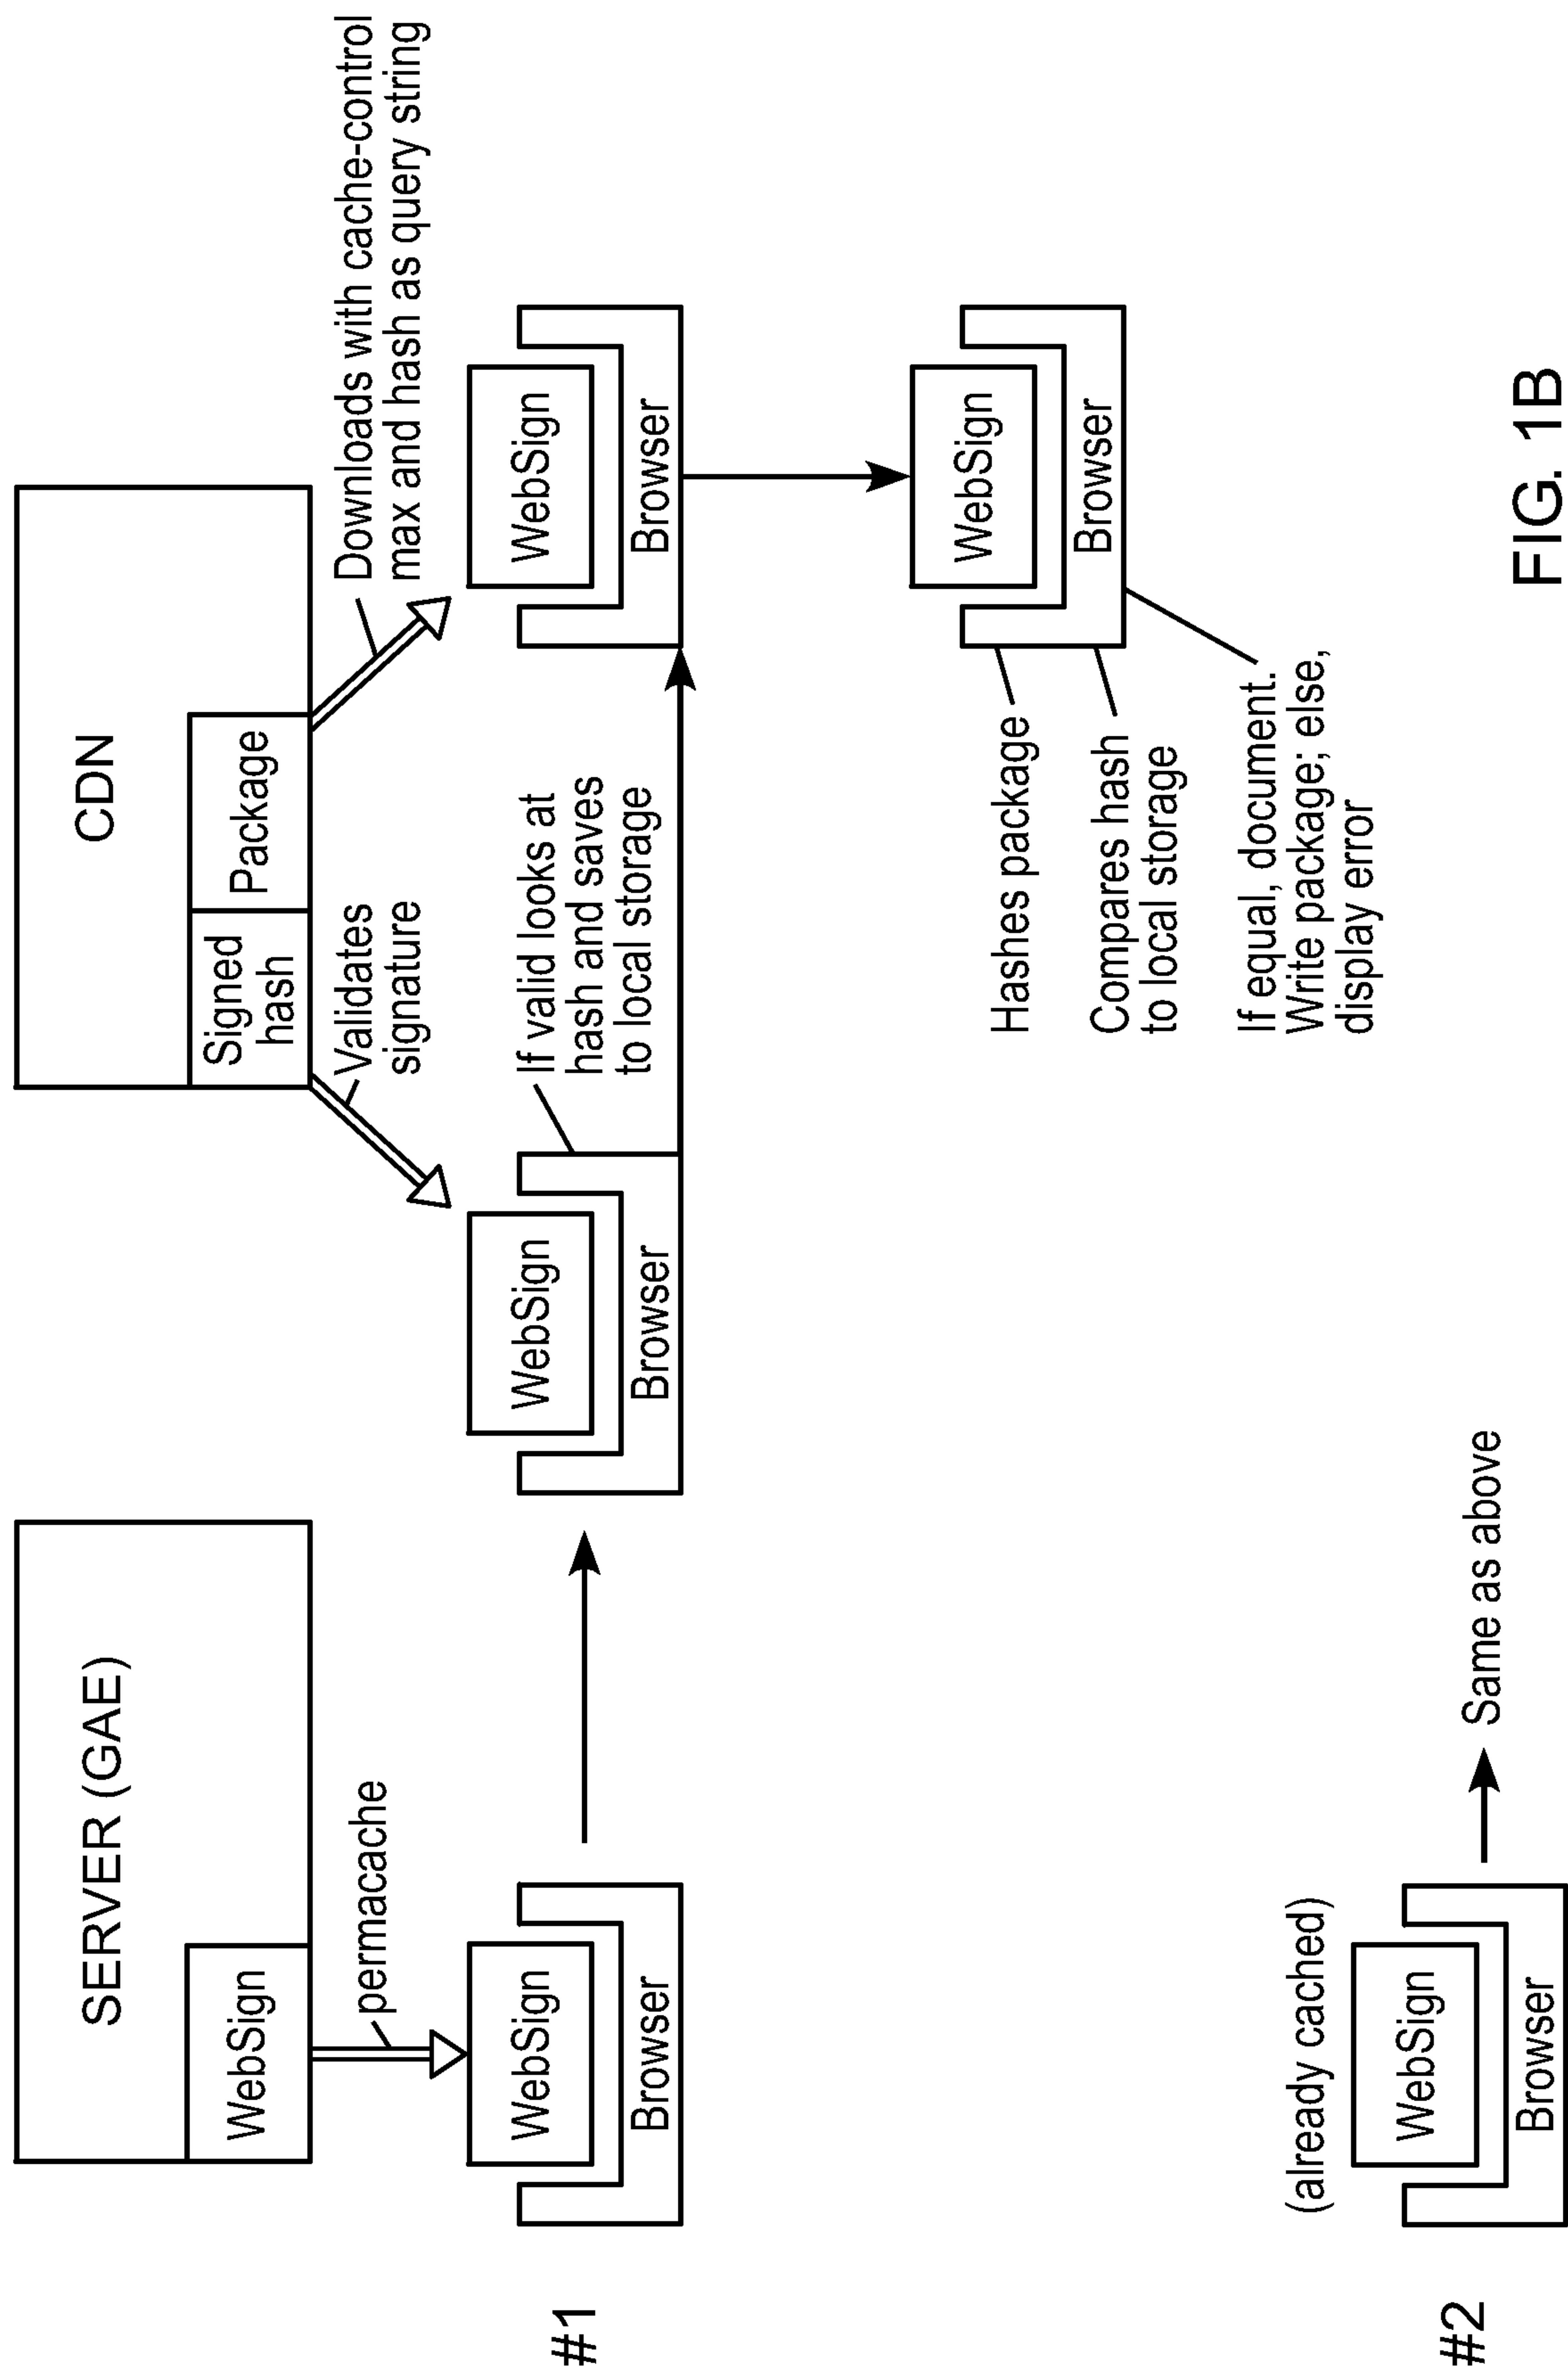 SERVER (GAE)
WebSign
permacache
CDN
Signed
hash
Package
Validates
signature
Downloads with cache-control
max and hash as query string
#1
WebSign
Browser
WebSign
Browser
If valid looks at
hash and saves
to local storage
WebSign
Browser
WebSign
Browser
Hashes package
Compares hash
to local storage
If equal, document.
Write package; else,
display error
#2
(already cached)
WebSign
Browser
Same as above
FIG. 1B